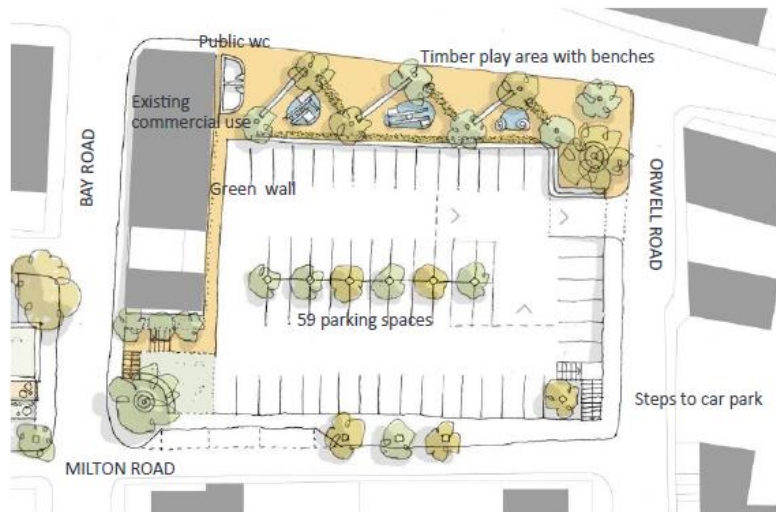 Public wc
Timber play area with benches
Existing
commercial use
BAY ROAD
Green wall
ORWELL ROAD
59 parking spaces
Steps to car park
MILTON ROAD